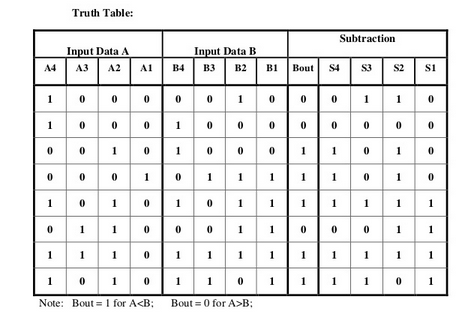 Truth Table:
Input Data A Input Data B Subtraction
A4 A3 A2 A1 B4 B3 B2 B1 Bout S4 S3 S2 S1
1 0 0 0 0 0 1 0 0 0 1 1 0
1 0 0 0 1 0 0 0 0 0 0 0 0
0 0 1 0 1 0 0 0 1 1 0 1 0
0 0 0 1 0 1 1 1 1 1 0 1 0
1 0 1 0 1 0 1 1 1 1 1 1 1
0 1 1 0 0 0 1 1 0 0 0 1 1
1 1 1 0 1 1 1 1 1 1 1 1 1
1 0 1 0 1 1 0 1 1 1 1 0 1
Note: Bout = 1 for A<B; Bout = 0 for A>B;